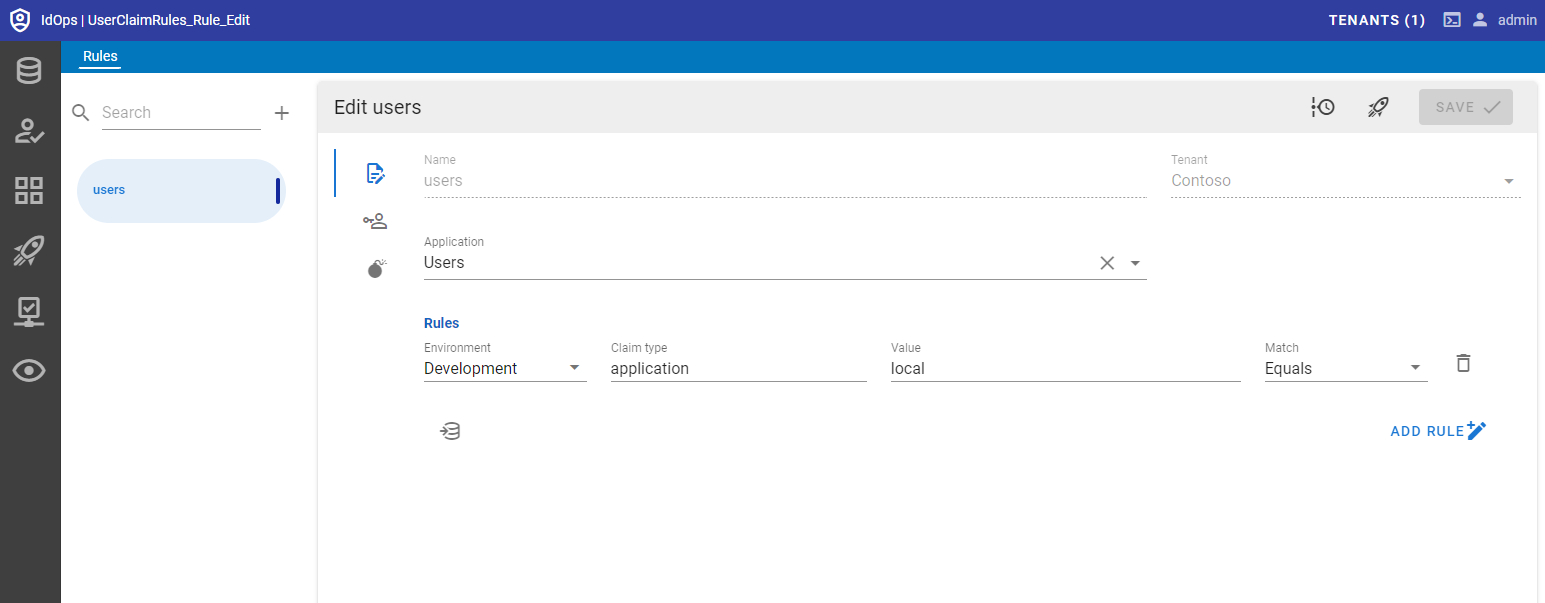 IdOps | UserClaimRules_Rule_Edit
TENANTS (1)
admin
Rules
Search
users
Edit users
SAVE
Name
users
Tenant
Contoso
Application
Users
Rules
Environment
Development
Claim type
application
Value
local
Match
Equals
ADD RULE